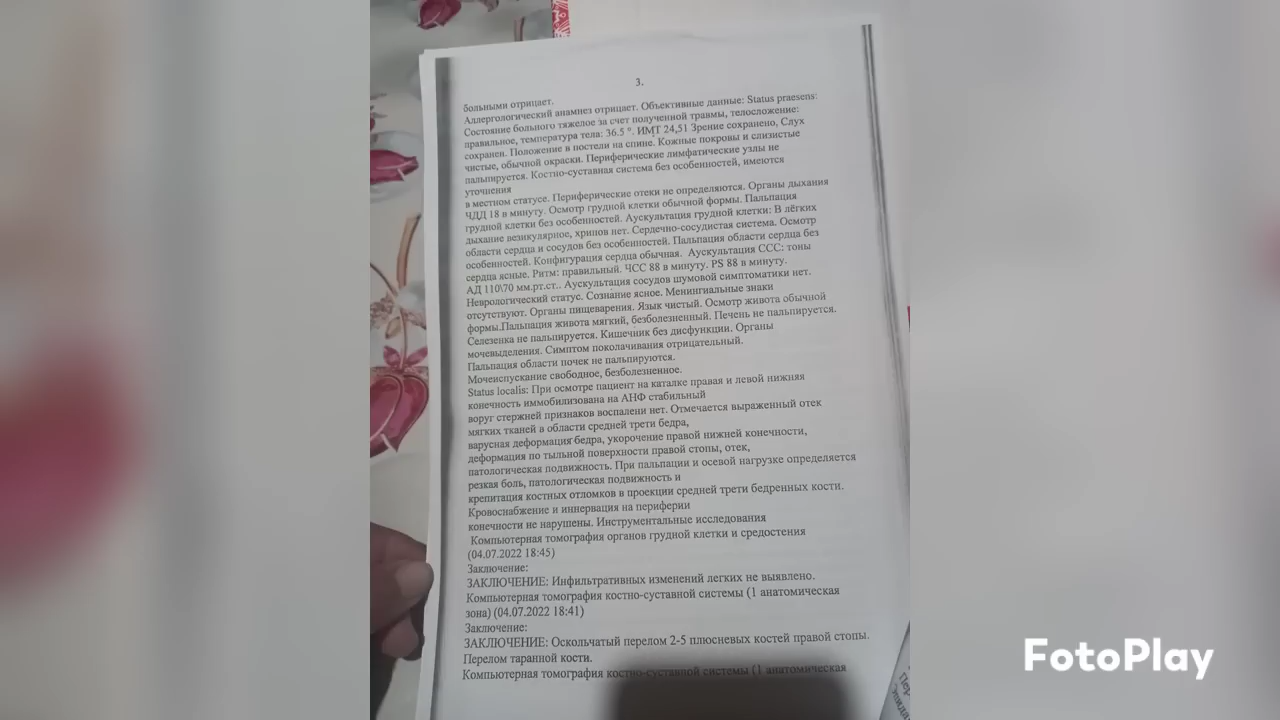 3.
больными отрицает.
Аллергологический анамнез отрицает. Объективные данные: Status praesens:
Состояние больного тяжелое за счет полученной травмы, телосложение:
правильное, температура тела: 36.5 °. ИМТ 24,51 Зрение сохранено, Слух
сохранен. Положение в постели на спине. Кожные покровы и слизистые
чистые, обычной окраски. Периферические лимфатические узлы не
пальпируется. Костно-суставная система без особенностей, имеются
уточнения
в местном статусе. Периферические отеки не определяются. Органы дыхания
ЧДД 18 в минуту. Осмотр грудной клетки обычной формы. Пальпация
грудной клетки без особенностей. Аускультация грудной клетки: В лёгких
дыхание везикулярное, хрипов нет. Сердечно-сосудистая система. Осмотр
области сердца и сосудов без особенностей. Пальпация области сердца без
особенностей. Конфигурация сердца обычная. Аускультация ССС: тоны
сердца ясные. Ритм: правильный. ЧСС 88 в минуту. PS 88 в минуту.
АД 110\70 мм.рт.ст.. Аускультация сосудов шумовой симптоматики нет.
Неврологический статус. Сознание ясное. Менингиальные знаки
отсутствуют. Органы пищеварения. Язык чистый. Осмотр живота обычной
формы.Пальпация живота мягкий, безболезненный. Печень не пальпируется.
Селезенка не пальпируется. Кишечник без дисфункции. Органы
мочевыделения. Симптом поколачивания отрицательный.
Пальпация области почек не пальпируются.
Мочеиспускание свободное, безболезненное.
Status localis: При осмотре пациент на каталке правая и левой нижняя
конечность иммобилизована на АНФ стабильный
воруг стержней признаков воспалени нет. Отмечается выраженный отек
мягких тканей в области средней трети бедра,
варусная деформация бедра, укорочение правой нижней конечности,
деформация по тыльной поверхности правой стопы, отек,
патологическая подвижность. При пальпации и осевой нагрузке определяется
резкая боль, патологическая подвижность и
крепитация костных отломков в проекции средней трети бедренных кости.
Кровоснабжение и иннервация на периферии
конечности не нарушены. Инструментальные исследования
Компьютерная томография органов грудной клетки и средостения
(04.07.2022 18:45)
Заключение:
ЗАКЛЮЧЕНИЕ: Инфильтративных изменений легких не выявлено.
Компьютерная томография костно-суставной системы (1 анатомическая
зона) (04.07.2022 18:41)
Заключение:
ЗАКЛЮЧЕНИЕ: Оскольчатый перелом 2-5 плюсневых костей правой стопы.
Перелом таранной кости.
Компьютерная томография костно-суставной системы (1 анатомическая
FotoPlay